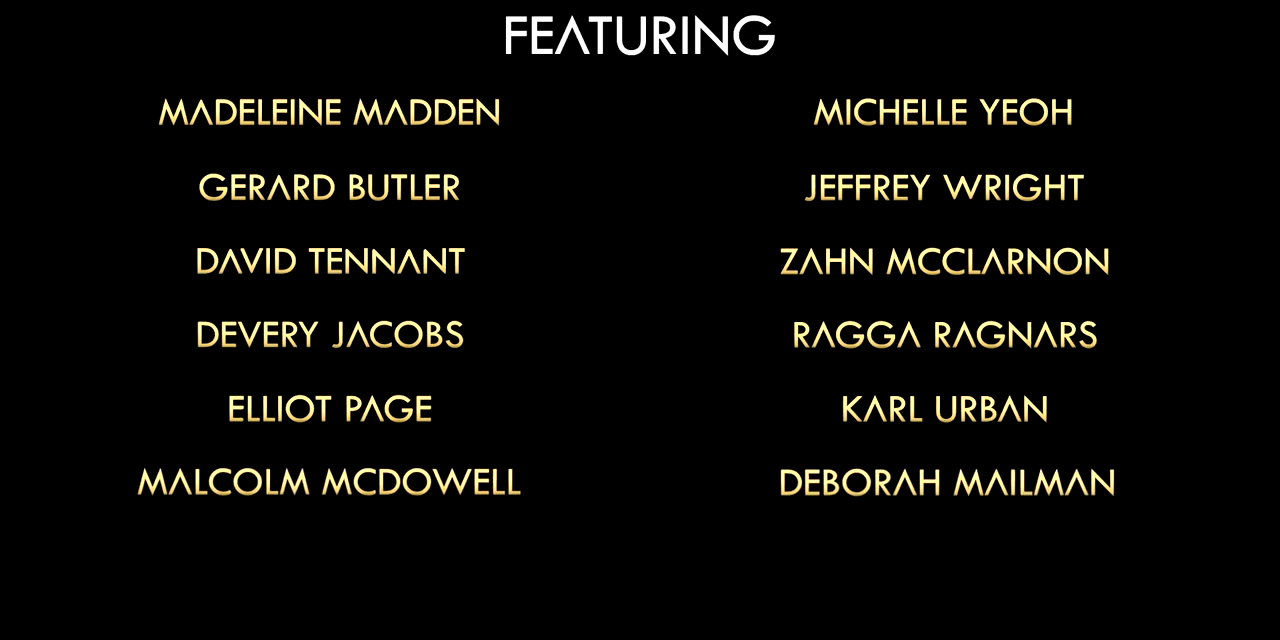 FEATURING
MADELEINE MADDEN
MICHELLE YEOH
GERARD BUTLER
JEFFREY WRIGHT
DAVID TENNANT
ZAHN MCCLARNON
DEVERY JACOBS
RAGGA RAGNARS
ELLIOT PAGE
KARL URBAN
MALCOLM MCDOWELL
DEBORAH MAILMAN